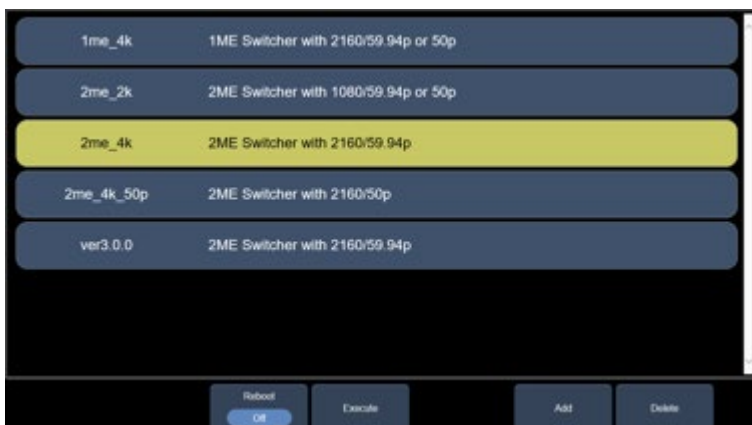 1me_4k 1ME Switcher with 2160/59.94p or 50p
2me_2k 2ME Switcher with 1080/59.94p or 50p
2me_4k 2ME Switcher with 2160/59.94p
2me_4k_50p 2ME Switcher with 2160/50p
ver3.0.0 2ME Switcher with 2160/59.94p
Reboot
Off Execute Add Delete